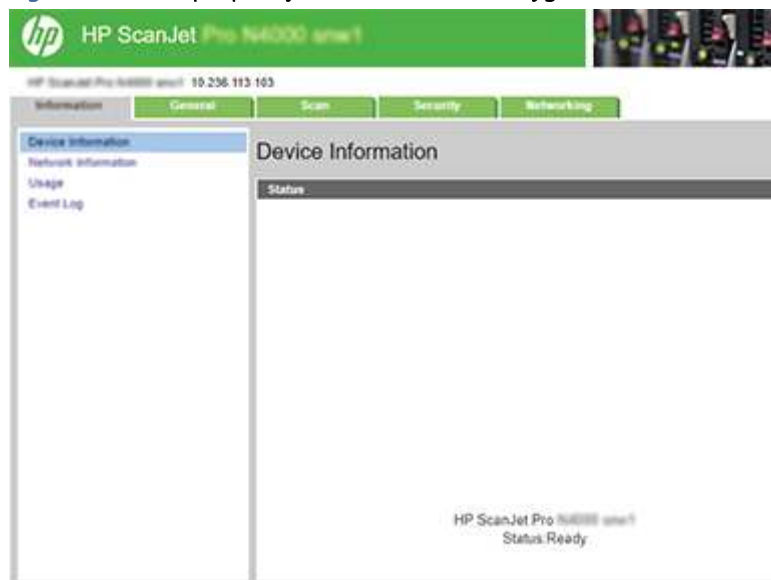 hp HP ScanJet Pro N4000 snw1
HP ScanJet Pro N4000 snw1 10.236.113.103
Information General Scan Security Networking
Device Information
Network Information
Usage
Event Log
Device Information
Status
HP ScanJet Pro N4000 snw1
Status:Ready